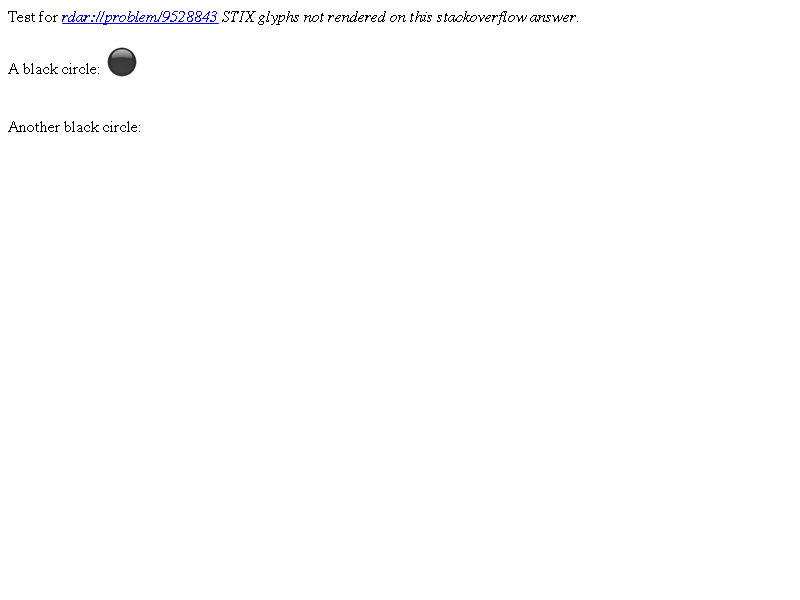 Test for rdar://problem/9528843 STIX glyphs not rendered on this stackoverflow answer.
A black circle: ⚫
Another black circle: